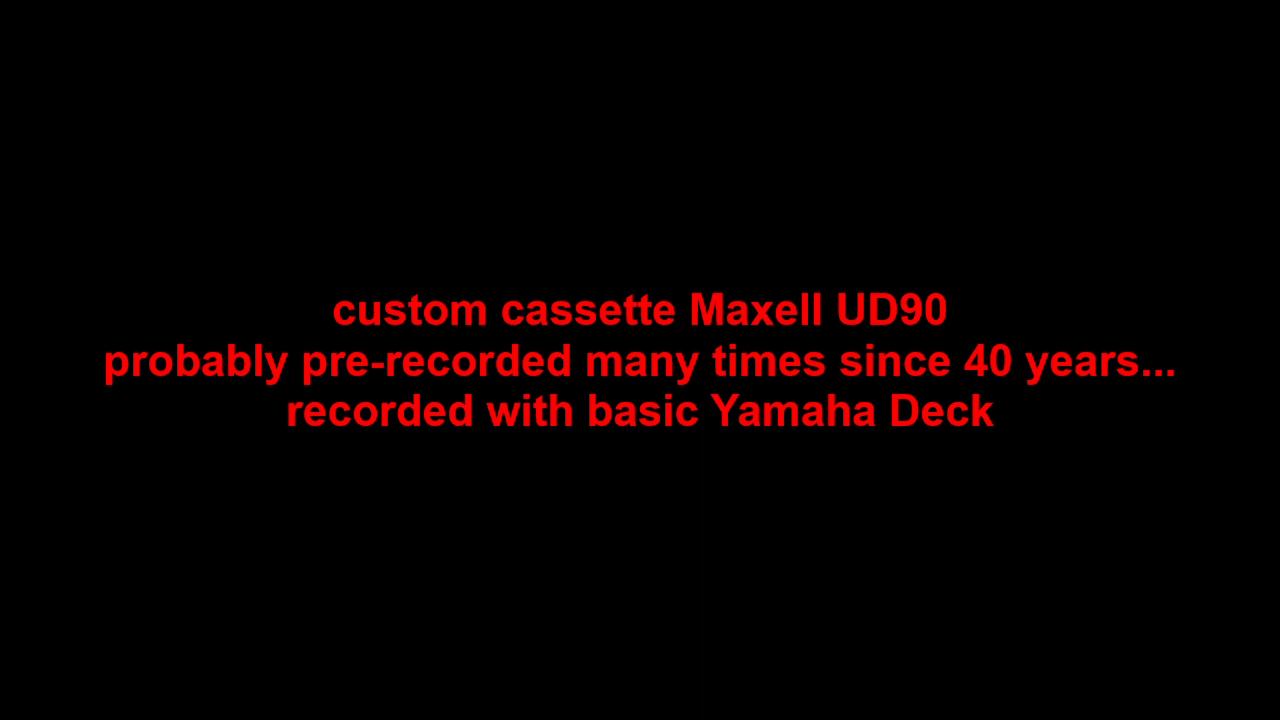 custom cassette Maxell UD90
probably pre-recorded many times since 40 years...
recorded with basic Yamaha Deck